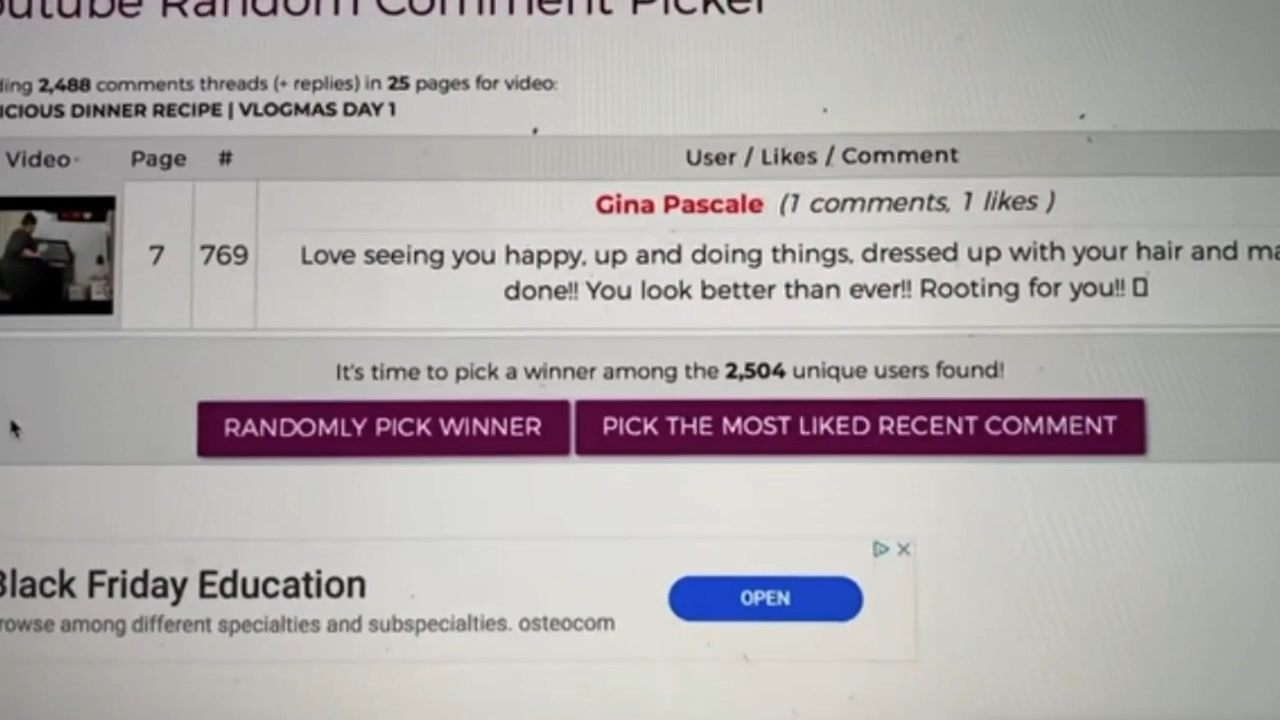 Youtube Random Comment Picker
2,488 comments threads (+ replies) in 25 pages for video:
DINNER RECIPE | VLOGMAS DAY 1
Video Page # User / Likes / Comment
Gina Pascale (1 comments, 1 likes )
7 769 Love seeing you happy, up and doing things, dressed up with your hair and
done!! You look better than ever!! Rooting for you!!
It's time to pick a winner among the 2,504 unique users found!
RANDOMLY PICK WINNER PICK THE MOST LIKED RECENT COMMENT
Black Friday Education
OPEN
among different specialties and subspecialties. osteocom